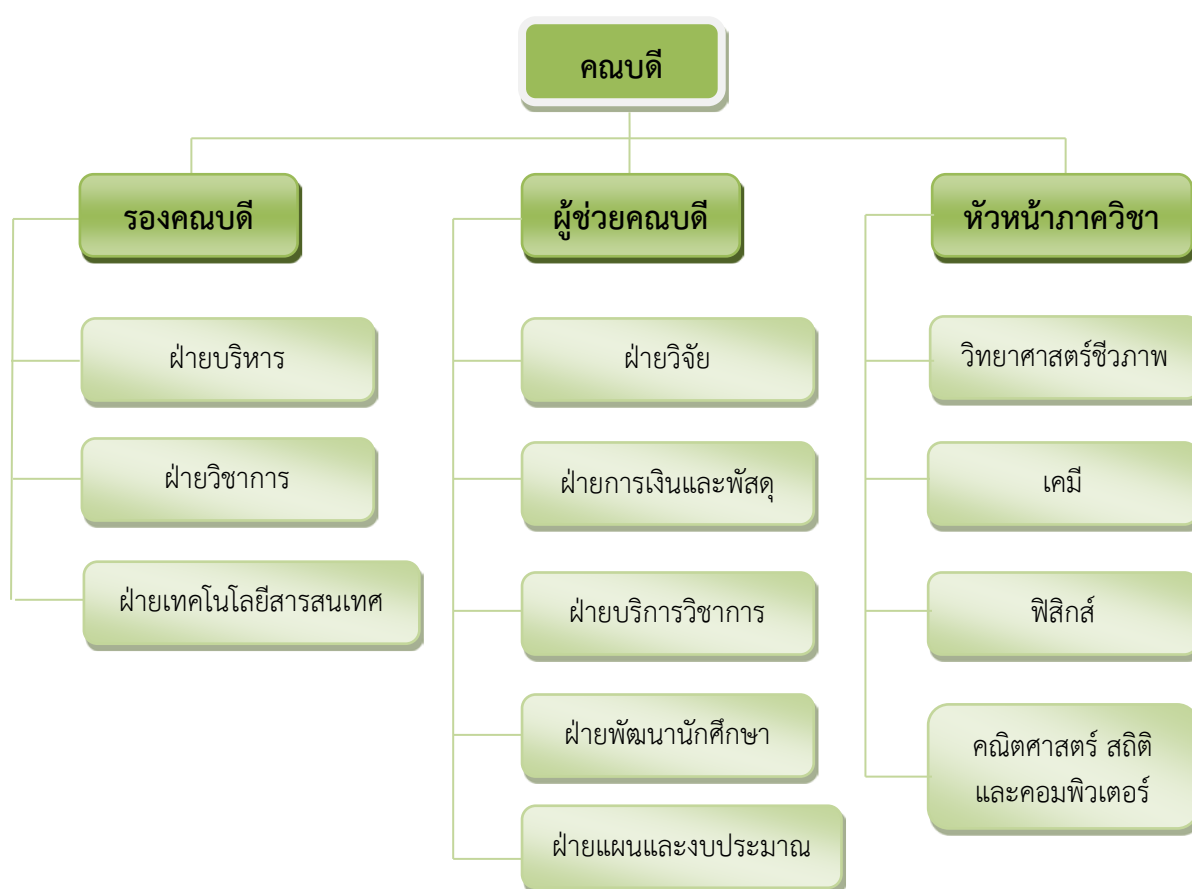 คณบดี
รองคณบดี
ฝ่ายบริหาร
ฝ่ายวิชาการ
ฝ่ายเทคโนโลยีสารสนเทศ
ผู้ช่วยคณบดี
ฝ่ายวิจัย
ฝ่ายการเงินและพัสดุ
ฝ่ายบริการวิชาการ
ฝ่ายพัฒนานักศึกษา
ฝ่ายแผนและงบประมาณ
หัวหน้าภาควิชา
วิทยาศาสตร์ชีวภาพ
เคมี
ฟิสิกส์
คณิตศาสตร์ สถิติ
และคอมพิวเตอร์